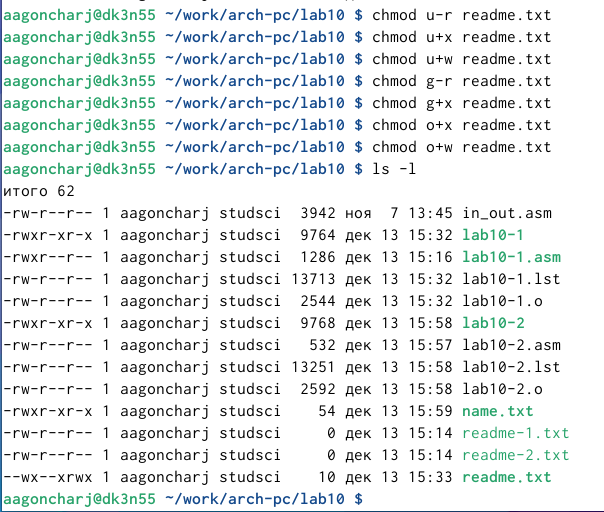 aagoncharj@dk3n55 ~/work/arch-pc/lab10 $ chmod u-r readme.txt
aagoncharj@dk3n55 ~/work/arch-pc/lab10 $ chmod u+x readme.txt
aagoncharj@dk3n55 ~/work/arch-pc/lab10 $ chmod u+w readme.txt
aagoncharj@dk3n55 ~/work/arch-pc/lab10 $ chmod g-r readme.txt
aagoncharj@dk3n55 ~/work/arch-pc/lab10 $ chmod g+x readme.txt
aagoncharj@dk3n55 ~/work/arch-pc/lab10 $ chmod o+x readme.txt
aagoncharj@dk3n55 ~/work/arch-pc/lab10 $ chmod o+w readme.txt
aagoncharj@dk3n55 ~/work/arch-pc/lab10 $ ls -l
итого 62
-rw-r--r-- 1 aagoncharj studsci  3942 ноя  7 13:45 in_out.asm
-rwxr-xr-x 1 aagoncharj studsci  9764 дек 13 15:32 lab10-1
-rwxr--r-- 1 aagoncharj studsci  1286 дек 13 15:16 lab10-1.asm
-rw-r--r-- 1 aagoncharj studsci 13713 дек 13 15:32 lab10-1.lst
-rw-r--r-- 1 aagoncharj studsci  2544 дек 13 15:32 lab10-1.o
-rwxr-xr-x 1 aagoncharj studsci  9768 дек 13 15:58 lab10-2
-rw-r--r-- 1 aagoncharj studsci   532 дек 13 15:57 lab10-2.asm
-rw-r--r-- 1 aagoncharj studsci 13251 дек 13 15:58 lab10-2.lst
-rw-r--r-- 1 aagoncharj studsci  2592 дек 13 15:58 lab10-2.o
-rwxr-xr-x 1 aagoncharj studsci    54 дек 13 15:59 name.txt
-rw-r--r-- 1 aagoncharj studsci     0 дек 13 15:14 readme-1.txt
-rw-r--r-- 1 aagoncharj studsci     0 дек 13 15:14 readme-2.txt
--wx--xrwx 1 aagoncharj studsci    10 дек 13 15:33 readme.txt
aagoncharj@dk3n55 ~/work/arch-pc/lab10 $